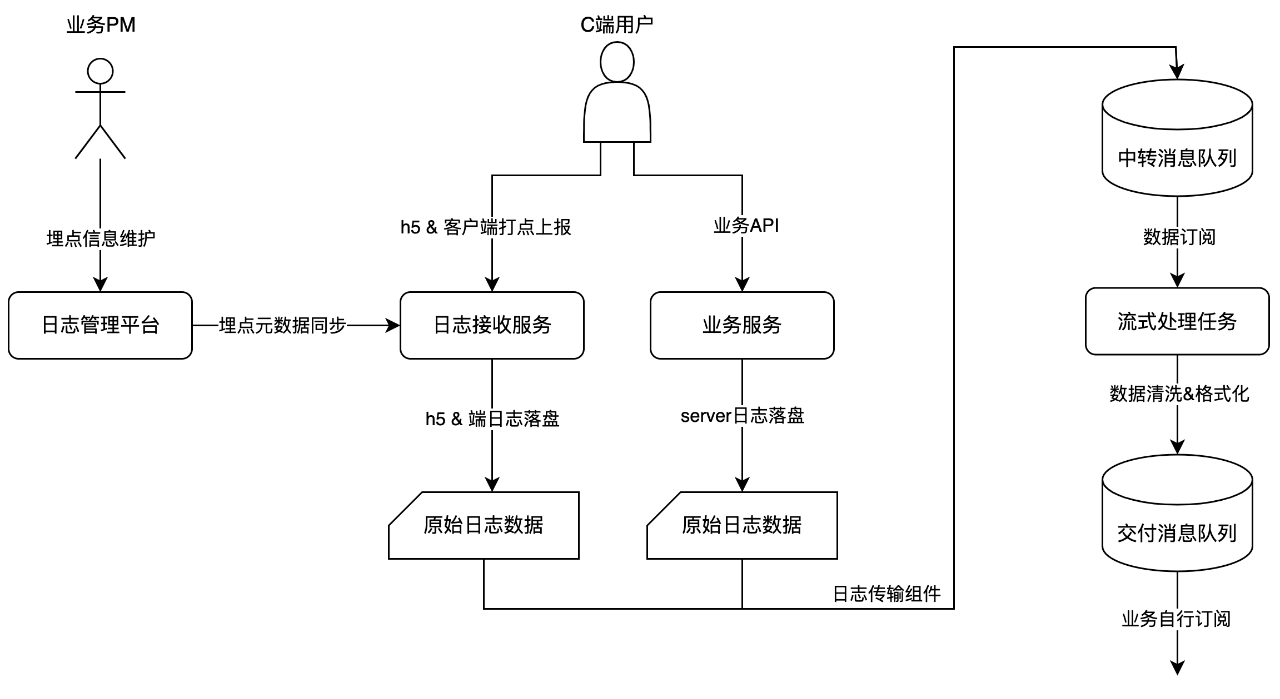 业务PM
C端用户
中转消息队列
h5 & 客户端打点上报
业务API
埋点信息维护
数据订阅
日志管理平台
埋点元数据同步
日志接收服务
业务服务
流式处理任务
数据清洗&格式化
h5 & 端日志落盘
server日志落盘
原始日志数据
原始日志数据
交付消息队列
日志传输组件
业务自行订阅